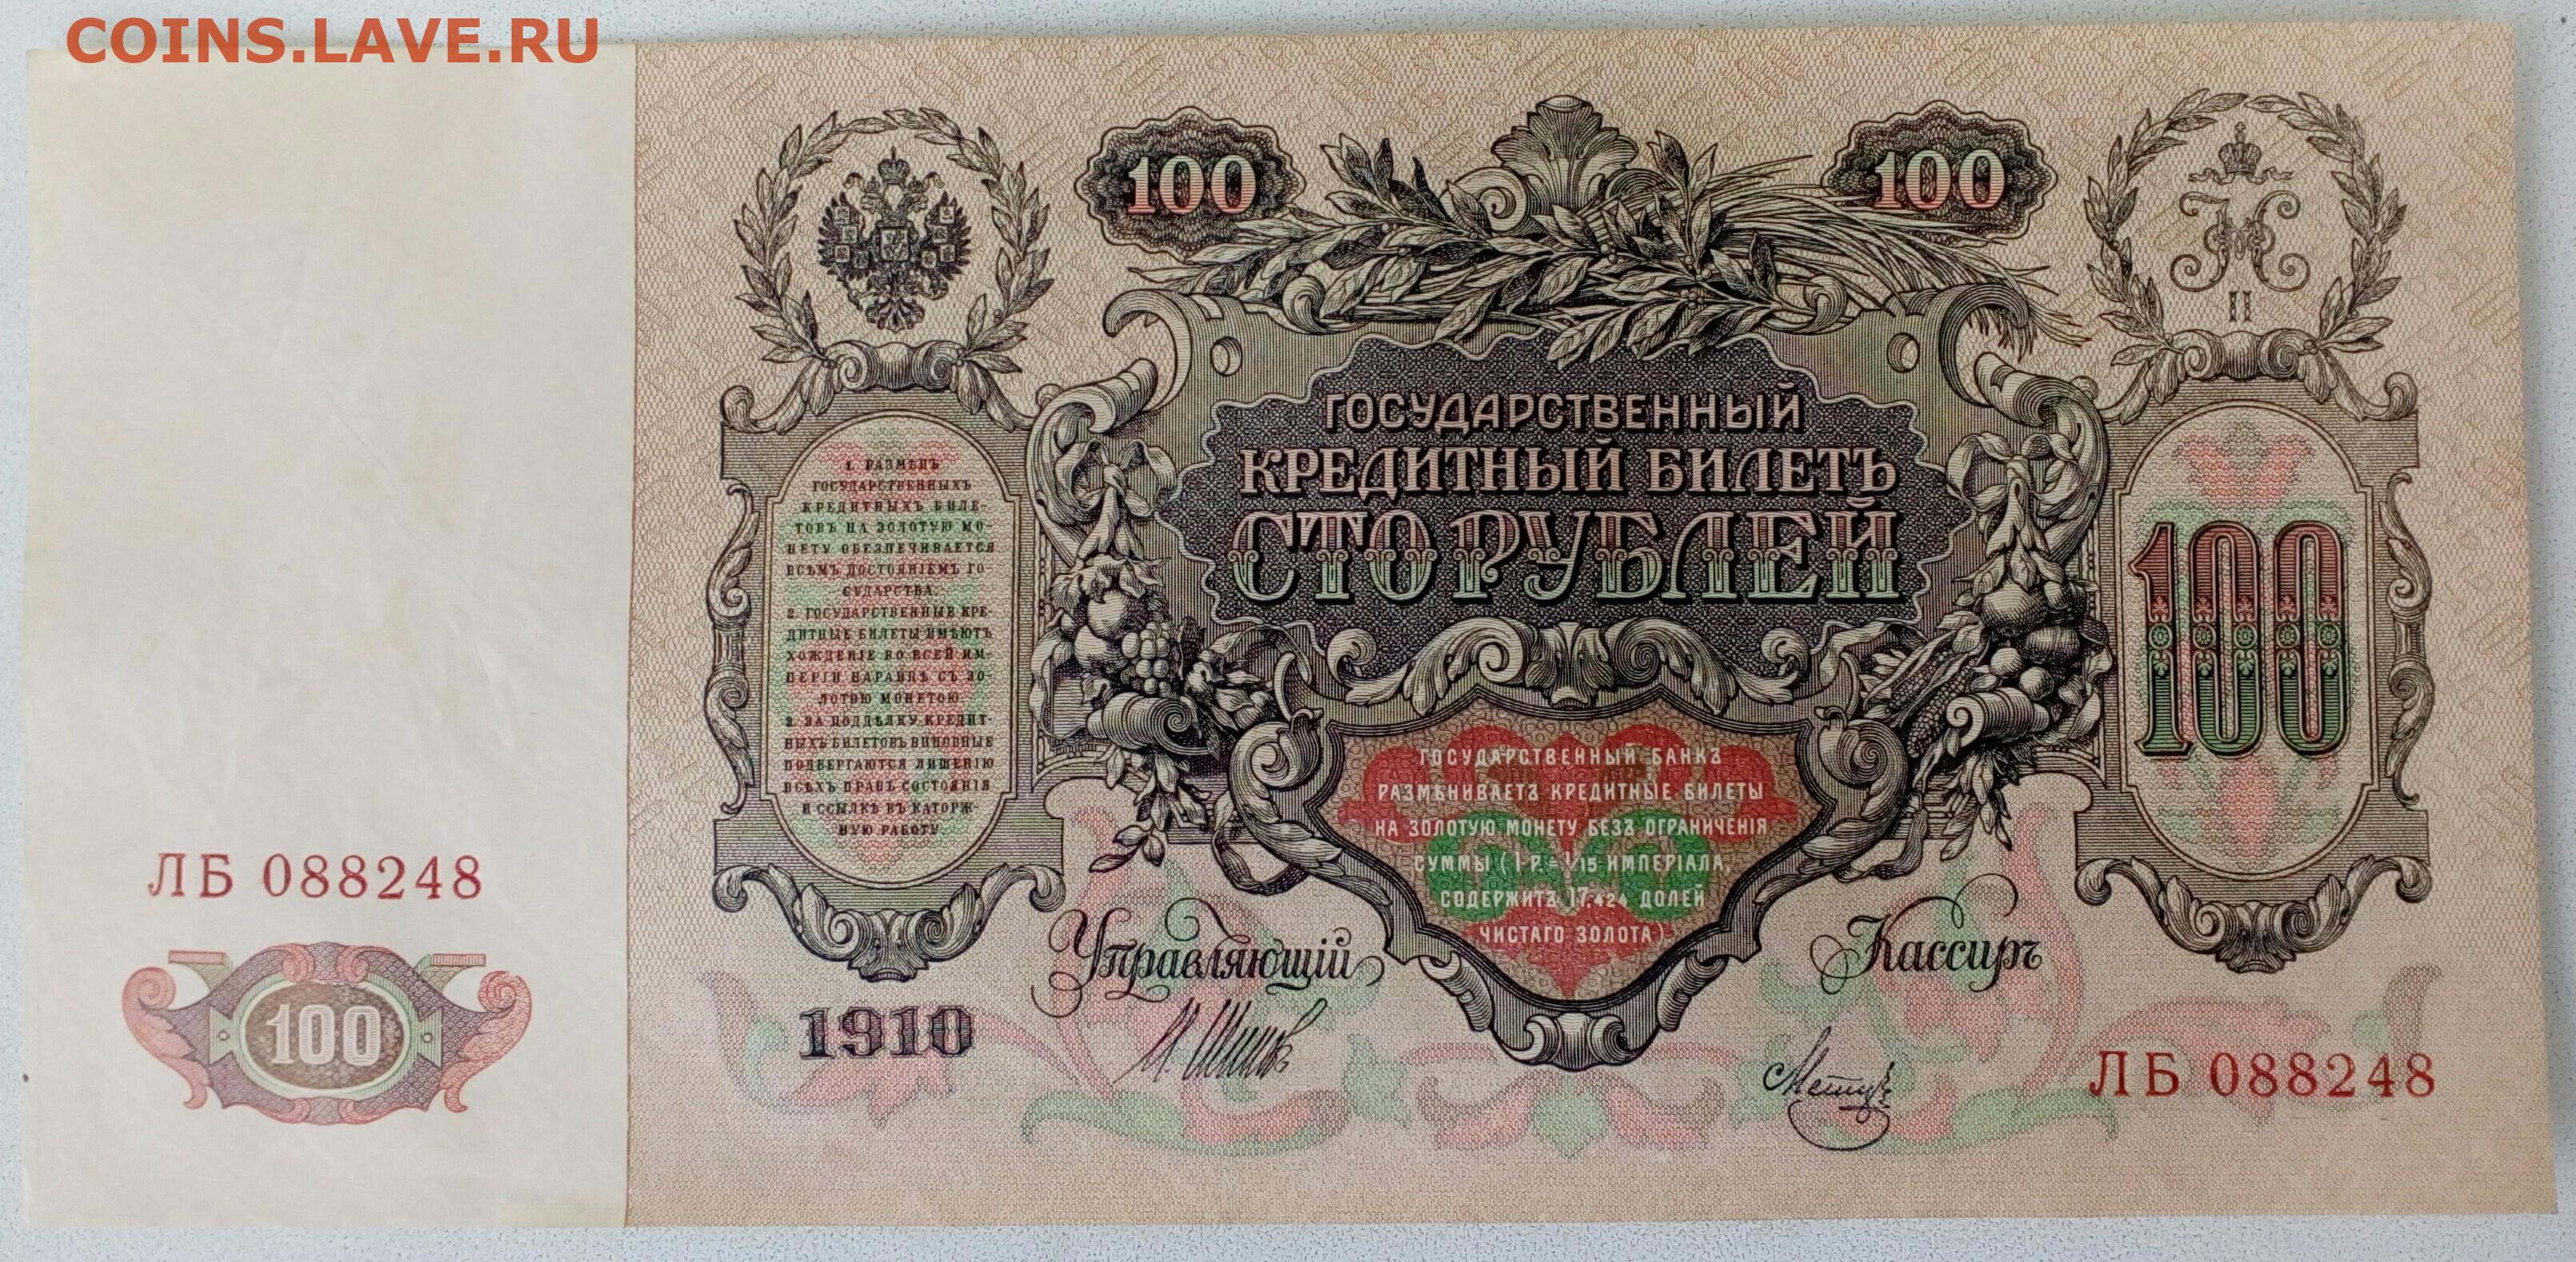 COINS.LAVE.RU
100
100
II
ГОСУДАРСТВЕННЫЙ
КРЕДИТНЫЙ БИЛЕТЪ
СТО РУБЛЕЙ
1. РАЗМѢНЪ
ГОСУДАРСТВЕННЫХЪ
КРЕДИТНЫХЪ БИЛЕ-
ТОВЪ НА ЗОЛОТУЮ МО-
НЕТУ ОБЕЗПЕЧИВАЕТСЯ
ВСѢМЪ ДОСТОЯНІЕМЪ ГО-
СУДАРСТВА.
2. ГОСУДАРСТВЕННЫЕ КРЕ-
ДИТНЫЕ БИЛЕТЫ ИМѢЮТЪ
ХОЖДЕНІЕ ВО ВСЕЙ ИМ-
ПЕРІИ НАРАВНѢ СЪ ЗО-
ЛОТОЮ МОНЕТОЮ
3. ЗА ПОДДѢЛКУ КРЕДИТ-
НЫХЪ БИЛЕТОВЪ ВИНОВНЫЕ
ПОДВЕРГАЮТСЯ ЛИШЕНІЮ
ВСѢХЪ ПРАВЪ СОСТОЯНІЯ
И ССЫЛКѢ ВЪ КАТОРЖ-
НУЮ РАБОТУ.
100
ГОСУДАРСТВЕННЫЙ БАНКЪ
РАЗМѢНИВАЕТЪ КРЕДИТНЫЕ БИЛЕТЫ
НА ЗОЛОТУЮ МОНЕТУ БЕЗЪ ОГРАНИЧЕНІЯ
СУММЫ (1 Р. = 1/15 ИМПЕРІАЛА,
СОДЕРЖИТЪ 17,424 ДОЛЕЙ
ЧИСТАГО ЗОЛОТА)
ЛБ 088248
100
1910
Управляющій
Кассиръ
ЛБ 088248